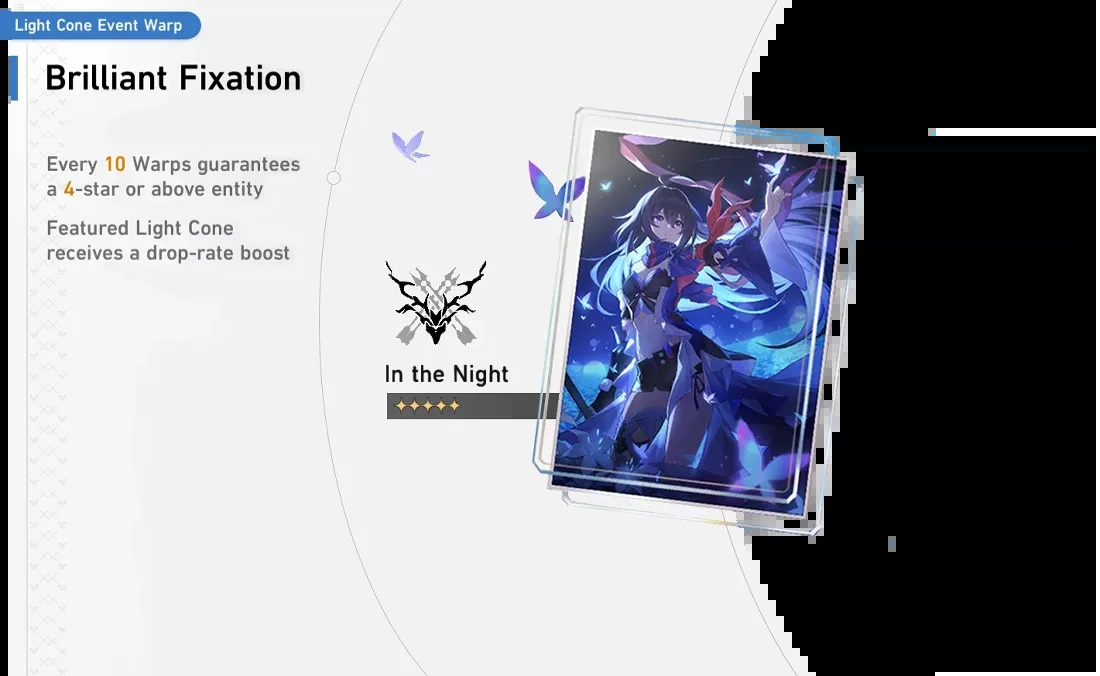 Light Cone Event Warp
Brilliant Fixation
Every 10 Warps guarantees
a 4-star or above entity
Featured Light Cone
receives a drop-rate boost
In the Night